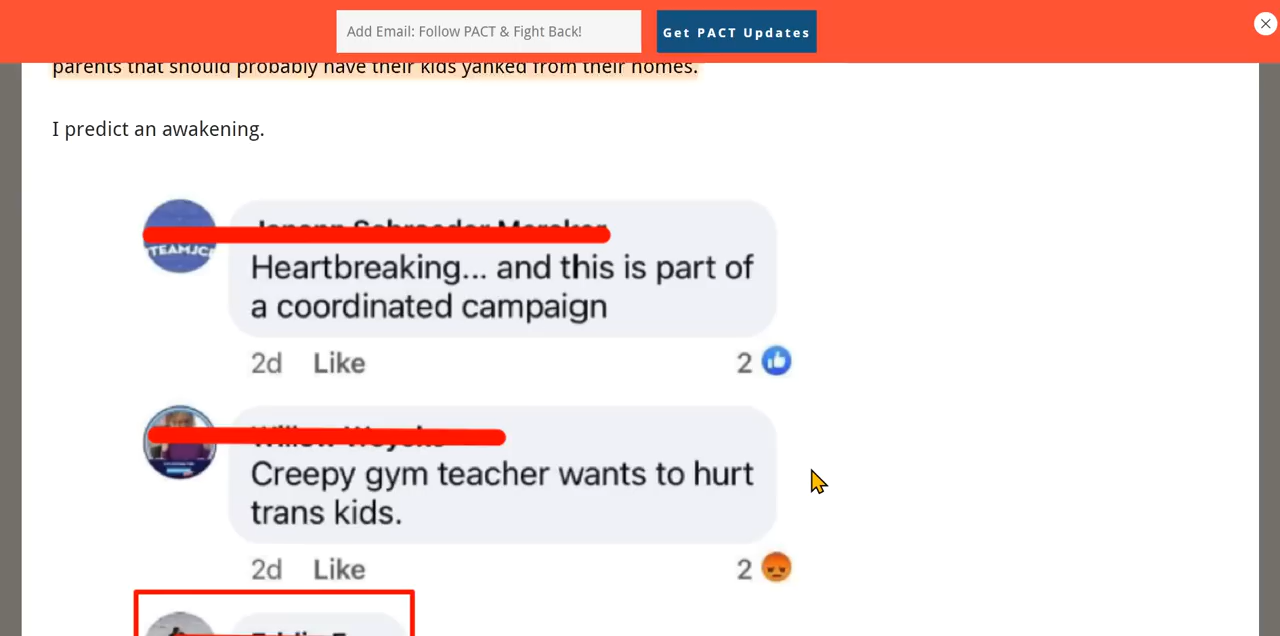 Add Email: Follow PACT & Fight Back!
Get PACT Updates
parents that should probably have their kids yanked from their homes.
I predict an awakening.
TEAMJC
Heartbreaking... and this is part of
a coordinated campaign
2d Like 2
Creepy gym teacher wants to hurt
trans kids.
2d Like 2